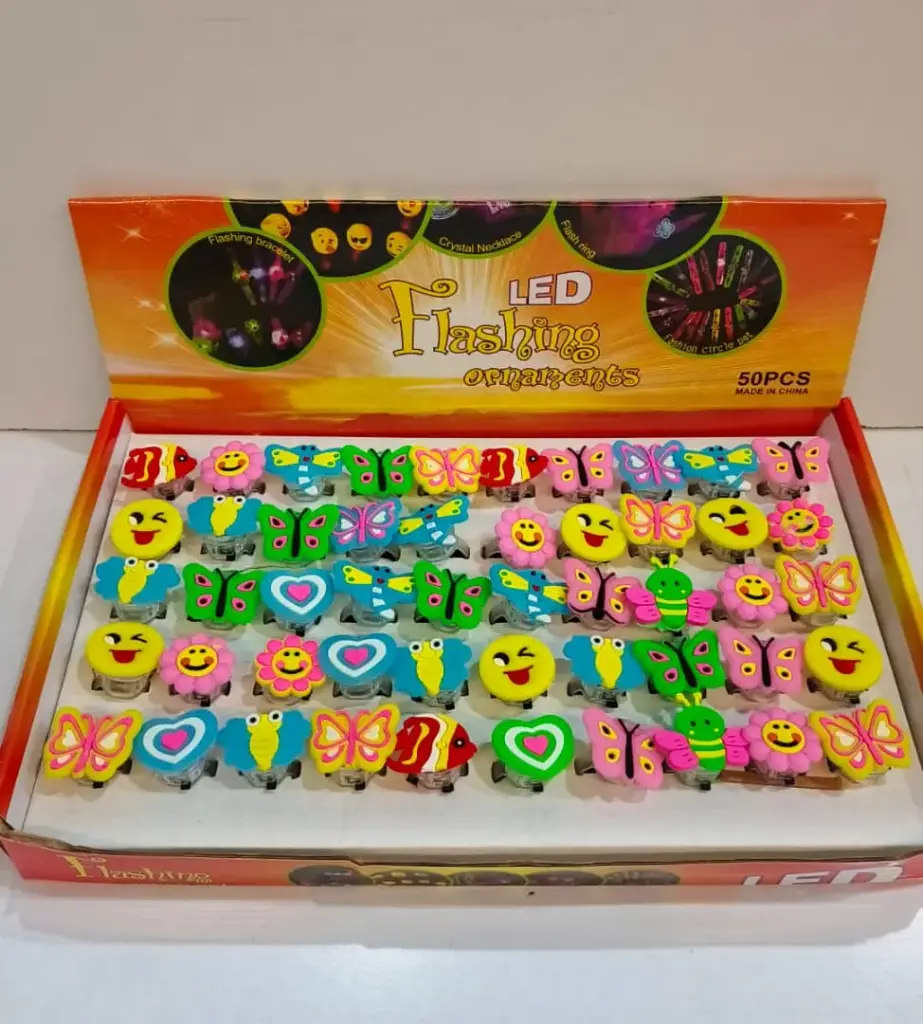 Flashing bracelet
Crystal Necklace
Flash ring
Fashion circle pat
LED
Flashing
ornaments
50PCS
MADE IN CHINA
Flashing
LED